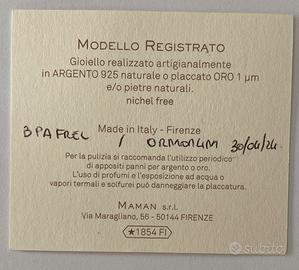 MODELLO REGISTRATO
Gioiello realizzato artigianalmente
in ARGENTO 925 naturale o placcato ORO 1 µm
e/o pietre naturali.
nichel free
Made in Italy - Firenze
BPAFREL / 30/04/24
Per la pulizia si raccomanda l'utilizzo periodico
di appositi panni per argento o oro.
L'uso di profumi e l'esposizione ad acqua o
vapori termali e solfurei può danneggiare la placcatura.
MAMAN s.r.l.
Via Maragliano, 56 - 50144 FIRENZE
★1854 FI
subito